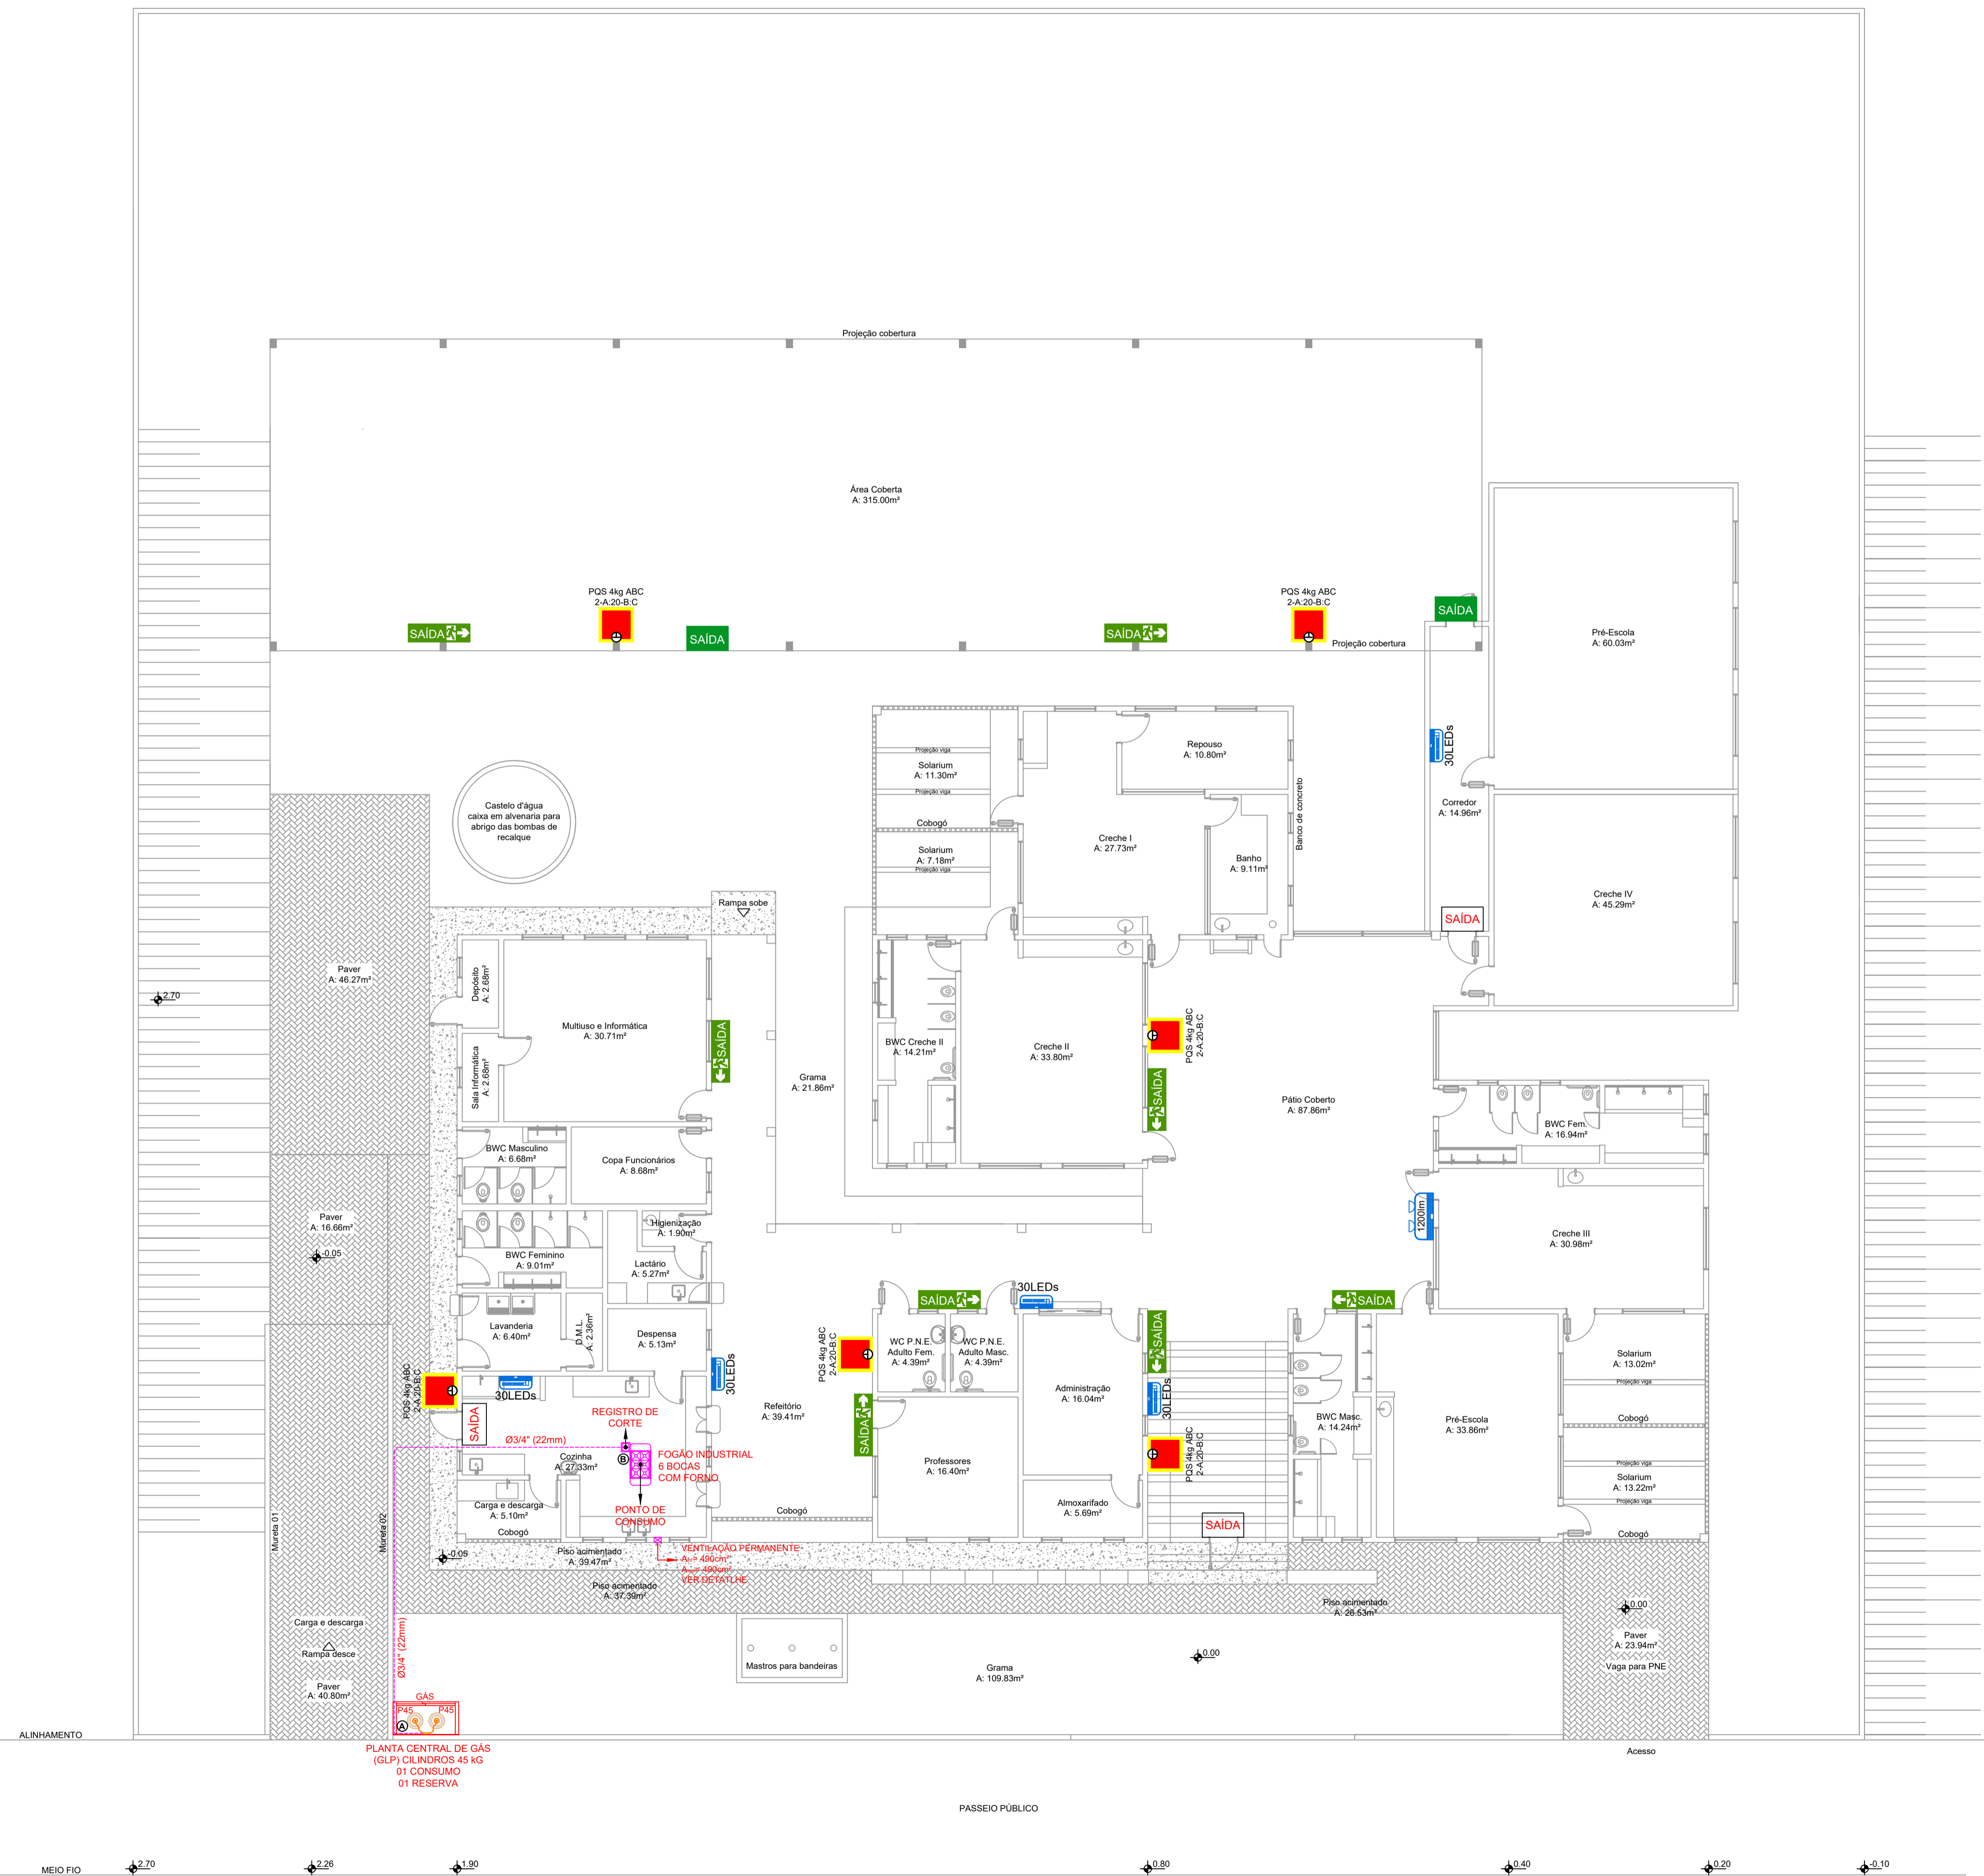 Projeção cobertura
Área Coberta
A: 315.00m²
PQS 4kg ABC
2-A:20-B:C
PQS 4kg ABC
2-A:20-B:C
SAÍDA
SAÍDA
SAÍDA
SAÍDA
Projeção cobertura
Pré-Escola
A: 60.03m²
30LEDs
Corredor
A: 14.96m²
Repouso
A: 10.80m²
Projeção viga
Solarium
A: 11.30m²
Projeção viga
Cobogó
Solarium
A: 7.18m²
Projeção viga
Creche I
A: 27.73m²
Banho
A: 9.11m²
Banco de concreto
Castelo d'água
caixa em alvenaria para
abrigo das bombas de
recalque
Creche IV
A: 45.29m²
SAÍDA
Rampa sobe
Paver
A: 46.27m²
2.70
Depósito
A: 2.68m²
Multiuso e Informática
A: 30.71m²
Sala Informática
A: 2.68m²
SAÍDA
Grama
A: 21.86m²
BWC Creche II
A: 14.21m²
Creche II
A: 33.80m²
PQS 4kg ABC
2-A:20-B:C
SAÍDA
Pátio Coberto
A: 87.86m²
BWC Fem.
A: 16.94m²
BWC Masculino
A: 6.68m²
Copa Funcionários
A: 8.68m²
Paver
A: 16.66m²
-0.05
Higienização
A: 1.90m²
BWC Feminino
A: 9.01m²
Lactário
A: 5.27m²
1200lm
Creche III
A: 30.98m²
SAÍDA
30LEDs
SAÍDA
Lavanderia
A: 6.40m²
D.M.L.
A: 2.36m²
Despensa
A: 5.13m²
PQS 4kg ABC
2-A:20-B:C
WC P.N.E.
Adulto Fem.
A: 4.39m²
WC P.N.E.
Adulto Masc.
A: 4.39m²
SAÍDA
Solarium
A: 13.02m²
Projeção viga
PQS 4kg ABC
2-A:20-B:C
30LEDs
30LEDs
SAÍDA
REGISTRO DE
CORTE
Refeitório
A: 39.41m²
SAÍDA
Administração
A: 16.04m²
30LEDs
PQS 4kg ABC
2-A:20-B:C
BWC Masc.
A: 14.24m²
Pré-Escola
A: 33.86m²
Cobogó
Ø3/4" (22mm)
Cozinha
A: 27.33m²
B
FOGÃO INDUSTRIAL
6 BOCAS
COM FORNO
Professores
A: 16.40m²
Projeção viga
Solarium
A: 13.22m²
Projeção viga
Carga e descarga
A: 5.10m²
PONTO DE
CONSUMO
Cobogó
Almoxarifado
A: 5.69m²
SAÍDA
Cobogó
Cobogó
Mureta 01
Mureta 02
-0.05
Piso acimentado
A: 39.47m²
VENTILAÇÃO PERMANENTE
= 490cm²
= 490cm²
VER DETATLHE
Piso acimentado
A: 37.39m²
Piso acimentado
A: 26.53m²
0.00
Carga e descarga
Rampa desce
Paver
A: 40.80m²
Ø3/4" (22mm)
Mastros para bandeiras
Grama
A: 109.83m²
0.00
Paver
A: 23.94m²
Vaga para PNE
GÁS
P45
P45
A
ALINHAMENTO
PLANTA CENTRAL DE GÁS
(GLP) CILINDROS 45 kG
01 CONSUMO
01 RESERVA
Acesso
PASSEIO PÚBLICO
MEIO FIO
2.70
2.26
1.90
0.80
0.40
0.20
-0.10